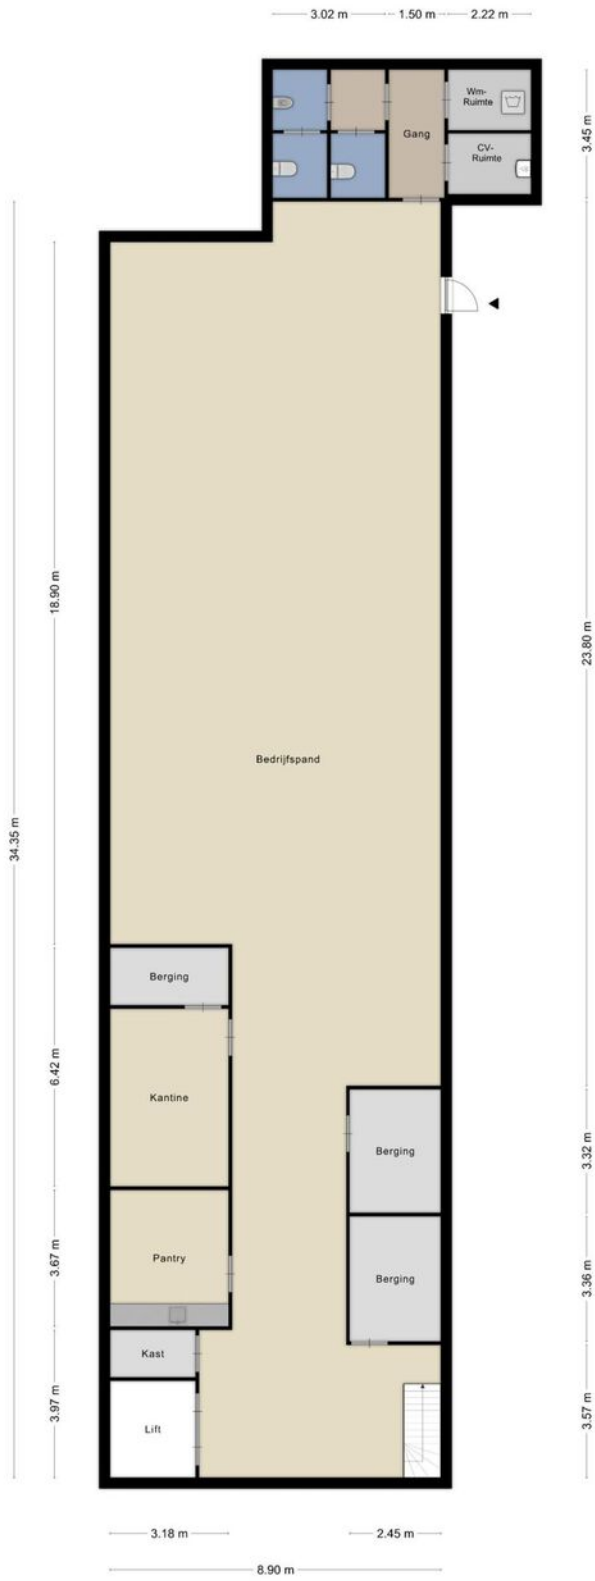 3.02 m
1.50 m
2.22 m
Wm-
Ruimte
Gang
CV-
Ruimte
3.45 m
18.90 m
23.80 m
Bedrijfspand
34.35 m
Berging
6.42 m
Kantine
Berging
3.32 m
Pantry
3.67 m
Berging
3.36 m
Kast
3.97 m
Lift
3.57 m
3.18 m
2.45 m
8.90 m